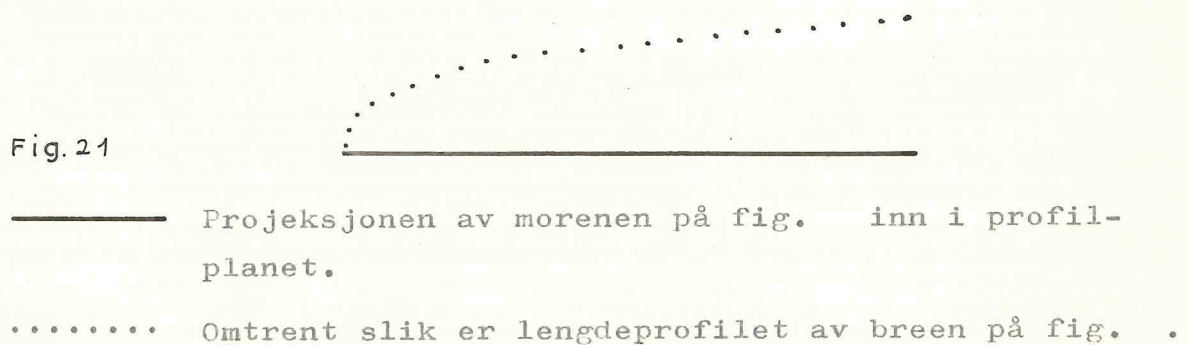 Fig. 21
Projeksjonen av morenen på fig. inn i profil-
planet.
Omtrent slik er lengdeprofilet av breen på fig. .